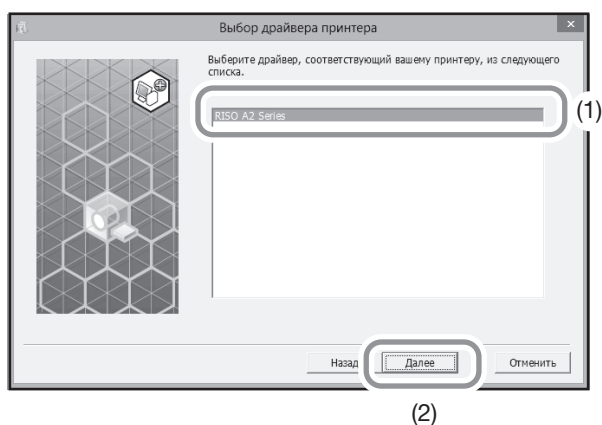 Выбор драйвера принтера
Выберите драйвер, соответствующий вашему принтеру, из следующего
списка.
RISO A2 Series
(1)
Назад
Далее
Отменить
(2)